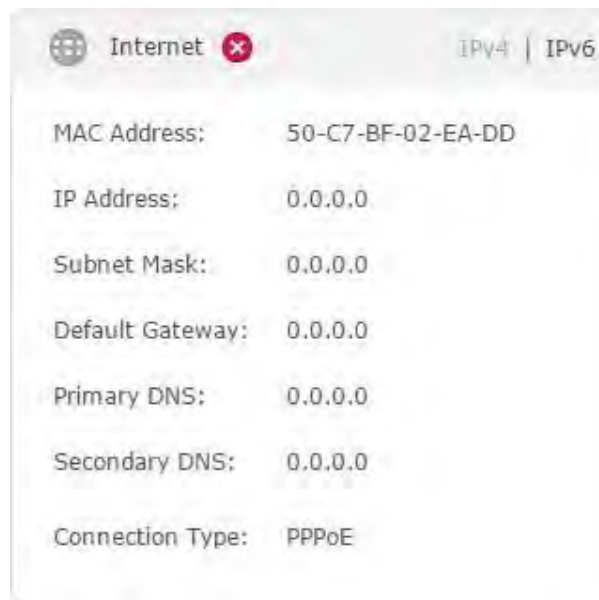 Internet IPv4 | IPv6
MAC Address: 50-C7-BF-02-EA-DD
IP Address: 0.0.0.0
Subnet Mask: 0.0.0.0
Default Gateway: 0.0.0.0
Primary DNS: 0.0.0.0
Secondary DNS: 0.0.0.0
Connection Type: PPPoE